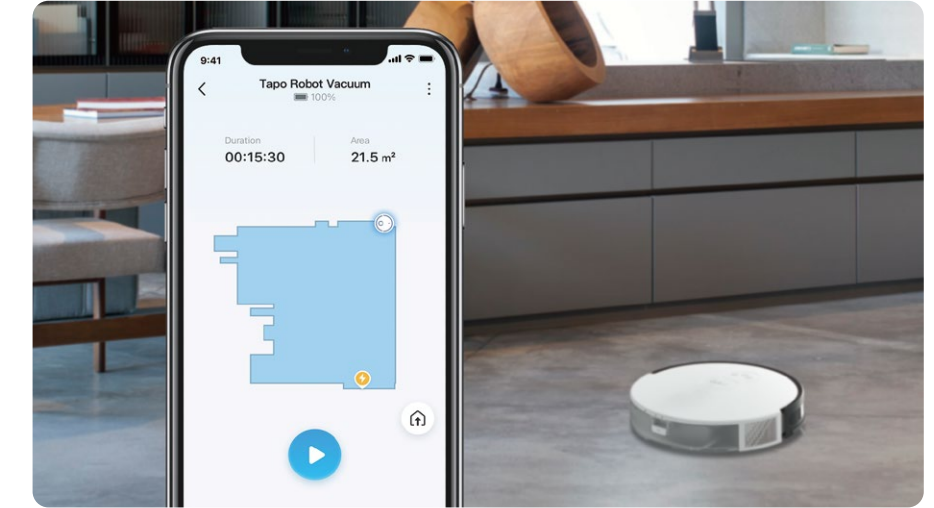 9:41
Tapo Robot Vacuum
100%
Duration
Area
00:15:30
21.5 m²